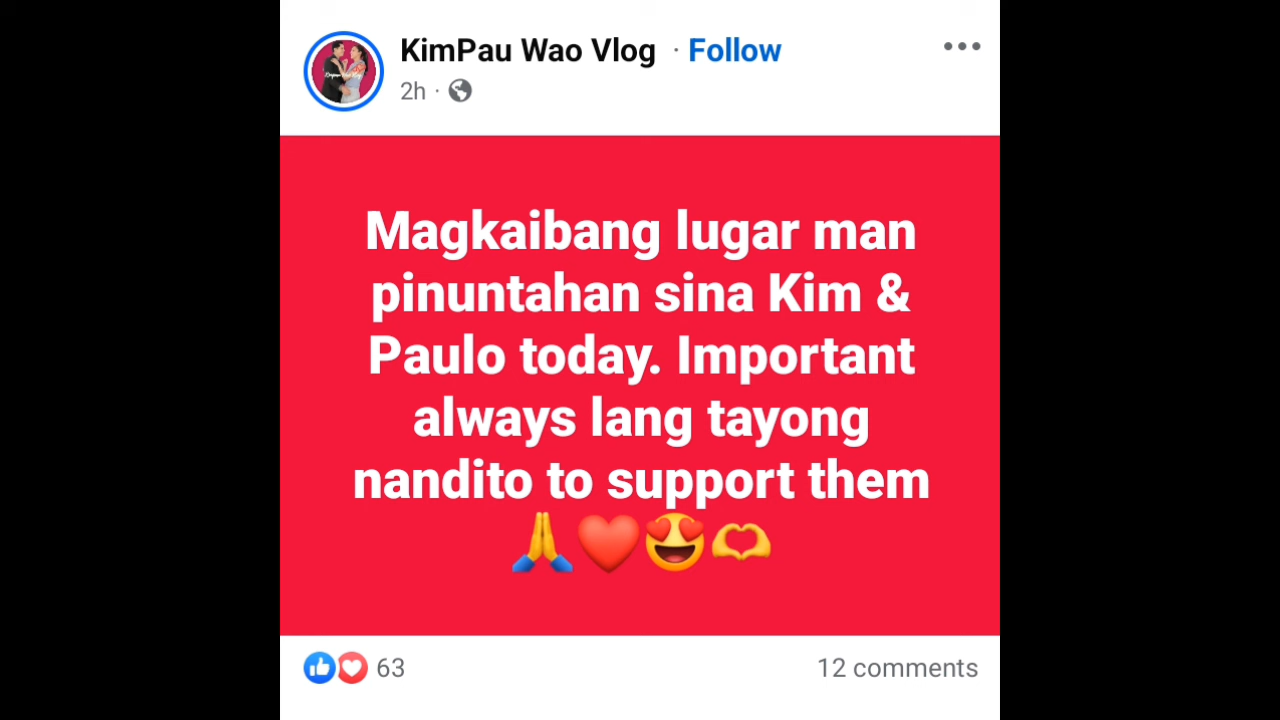 KimPau Wao Vlog · Follow
2h ·
Magkaibang lugar man
pinuntahan sina Kim &
Paulo today. Important
always lang tayong
nandito to support them
🙏❤️😍🫶
63
12 comments